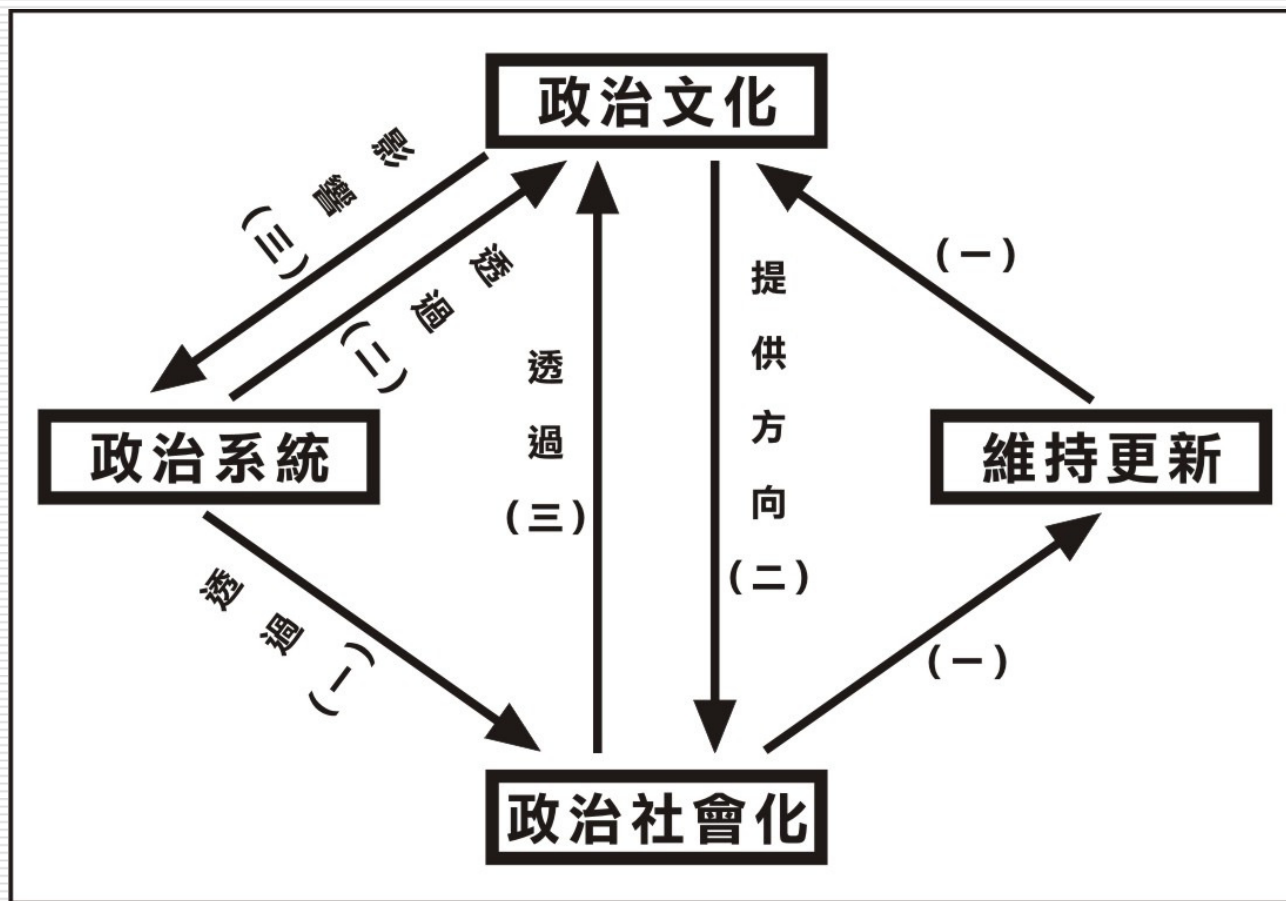 政治文化
影響(三)
透過(二)
透過(三)
提供方向(二)
(一)
政治系統
維持更新
透過(一)
(一)
政治社會化